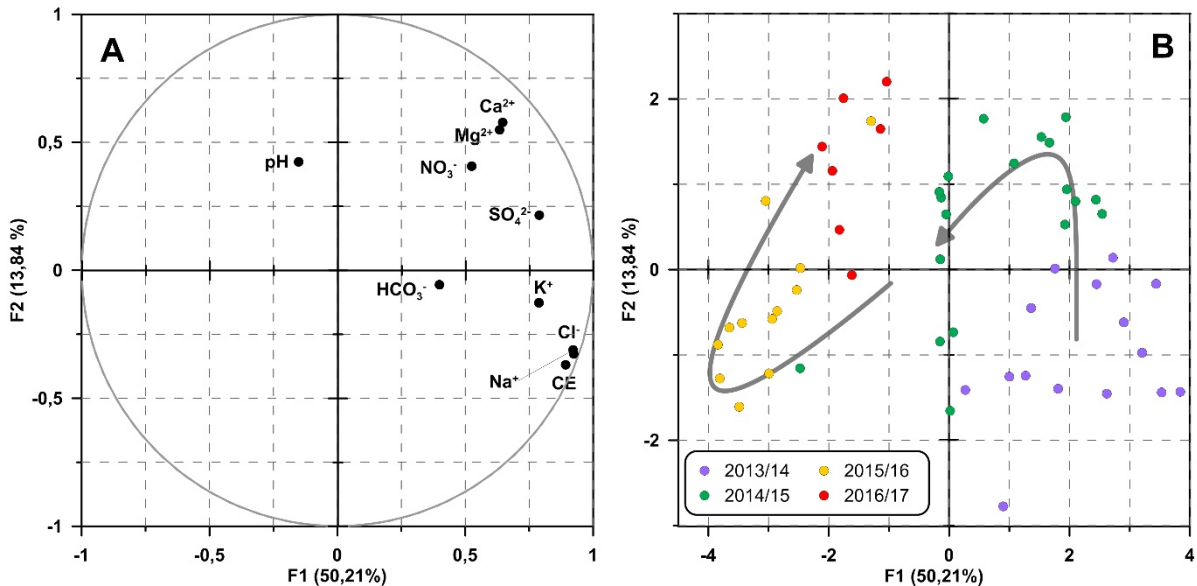 A
1
0,5
0
-0,5
-1
F2 (13,84 %)
Ca²⁺
Mg²⁺
NO₃⁻
pH
SO₄²⁻
HCO₃⁻
K⁺
Cl⁻
Na⁺
CE
-1
-0,5
0
0,5
1
F1 (50,21%)
B
2
0
-2
F2 (13,84 %)
2013/14
2015/16
2014/15
2016/17
-4
-2
0
2
4
F1 (50,21%)